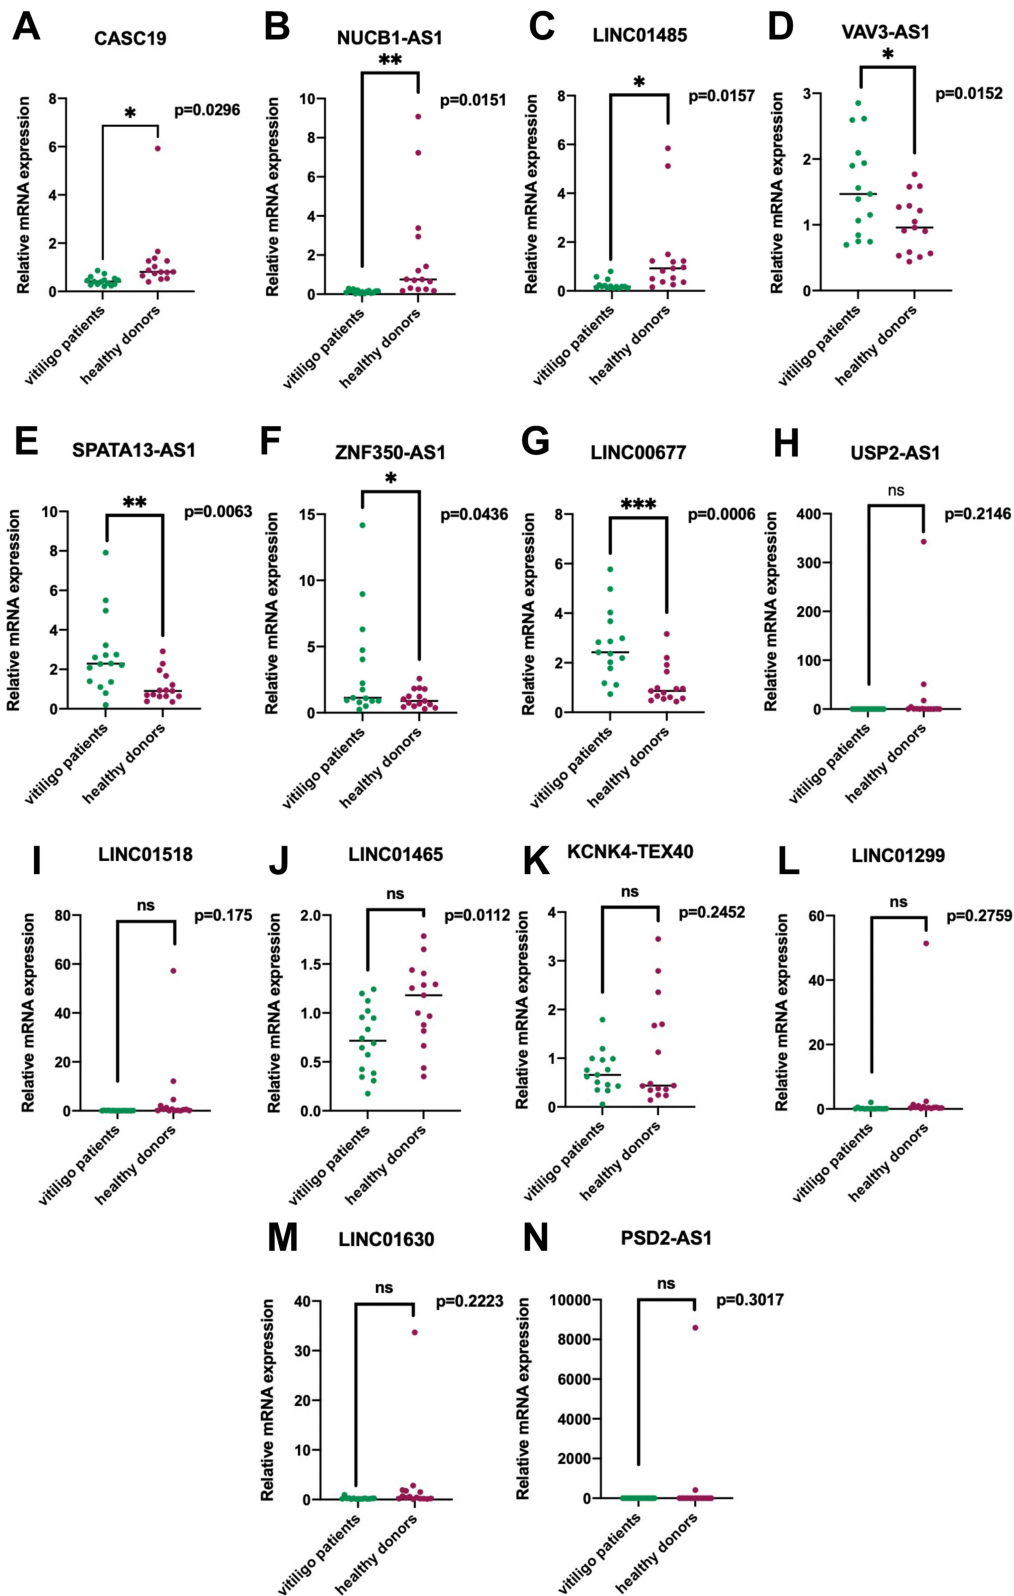 A
CASC19
*
p=0.0296
Relative mRNA expression
8
6
4
2
0
vitiligo patients
healthy donors
B
NUCB1-AS1
**
p=0.0151
Relative mRNA expression
10
8
6
4
2
0
vitiligo patients
healthy donors
C
LINC01485
*
p=0.0157
Relative mRNA expression
8
6
4
2
0
vitiligo patients
healthy donors
D
VAV3-AS1
*
p=0.0152
Relative mRNA expression
3
2
1
0
vitiligo patients
healthy donors
E
SPATA13-AS1
**
p=0.0063
Relative mRNA expression
10
8
6
4
2
0
vitiligo patients
healthy donors
F
ZNF350-AS1
*
p=0.0436
Relative mRNA expression
15
10
5
0
vitiligo patients
healthy donors
G
LINC00677
***
p=0.0006
Relative mRNA expression
8
6
4
2
0
vitiligo patients
healthy donors
H
USP2-AS1
ns
p=0.2146
Relative mRNA expression
400
300
200
100
0
vitiligo patients
healthy donors
I
LINC01518
ns
p=0.175
Relative mRNA expression
80
60
40
20
0
vitiligo patients
healthy donors
J
LINC01465
ns
p=0.0112
Relative mRNA expression
2.0
1.5
1.0
0.5
0.0
vitiligo patients
healthy donors
K
KCNK4-TEX40
ns
p=0.2452
Relative mRNA expression
4
3
2
1
0
vitiligo patients
healthy donors
L
LINC01299
ns
p=0.2759
Relative mRNA expression
60
40
20
0
vitiligo patients
healthy donors
M
LINC01630
ns
p=0.2223
Relative mRNA expression
40
30
20
10
0
vitiligo patients
healthy donors
N
PSD2-AS1
ns
p=0.3017
Relative mRNA expression
10000
8000
6000
4000
2000
0
vitiligo patients
healthy donors